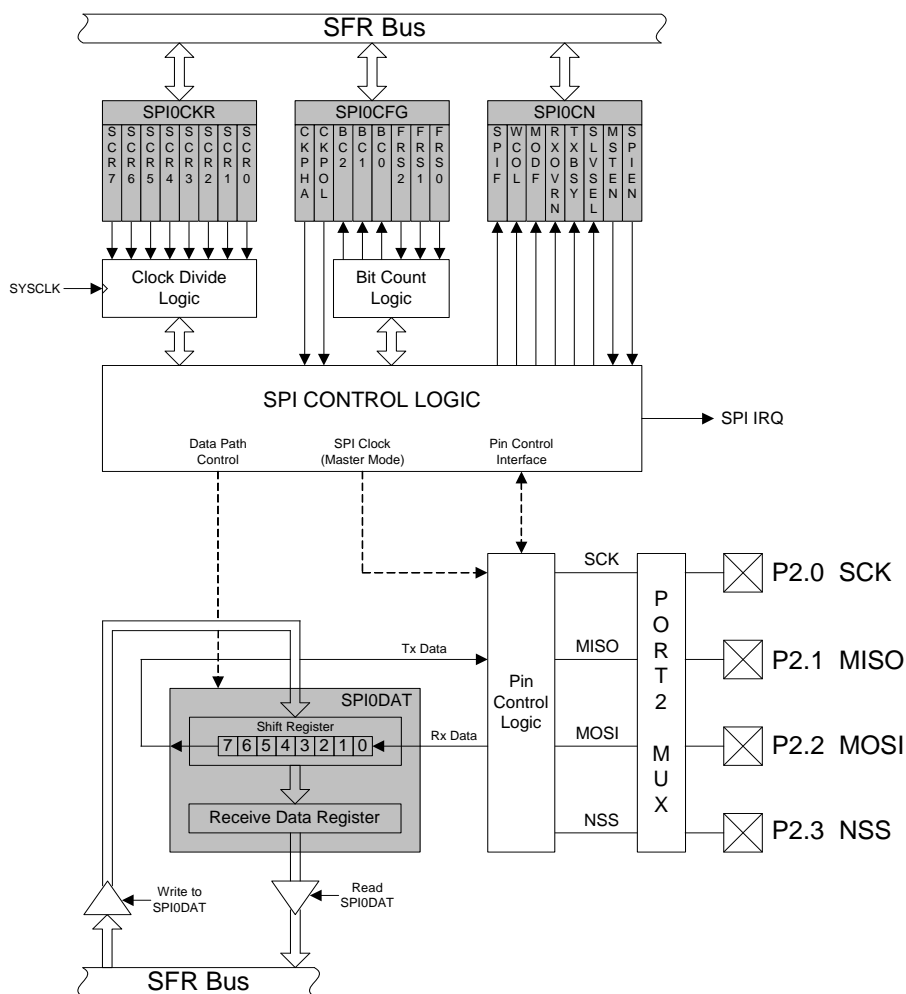 SFR Bus
SPI0CKR
SCR7
SCR6
SCR5
SCR4
SCR3
SCR2
SCR1
SCR0
SPI0CFG
CKPHA
CKPOL
BC2
BC1
BC0
FRS2
FRS1
FRS0
SPI0CN
SPIF
WCOL
MODF
RXOVRN
TXBSY
SLVSEL
MSTEN
SPIEN
SYSCLK
Clock Divide
Logic
Bit Count
Logic
SPI CONTROL LOGIC
SPI IRQ
Data Path
Control
SPI Clock
(Master Mode)
Pin Control
Interface
SCK
MISO
MOSI
NSS
Pin
Control
Logic
PORT2
MUX
P2.0 SCK
P2.1 MISO
P2.2 MOSI
P2.3 NSS
Tx Data
SPI0DAT
Shift Register
7 6 5 4 3 2 1 0
Rx Data
Receive Data Register
Write to
SPI0DAT
Read
SPI0DAT
SFR Bus